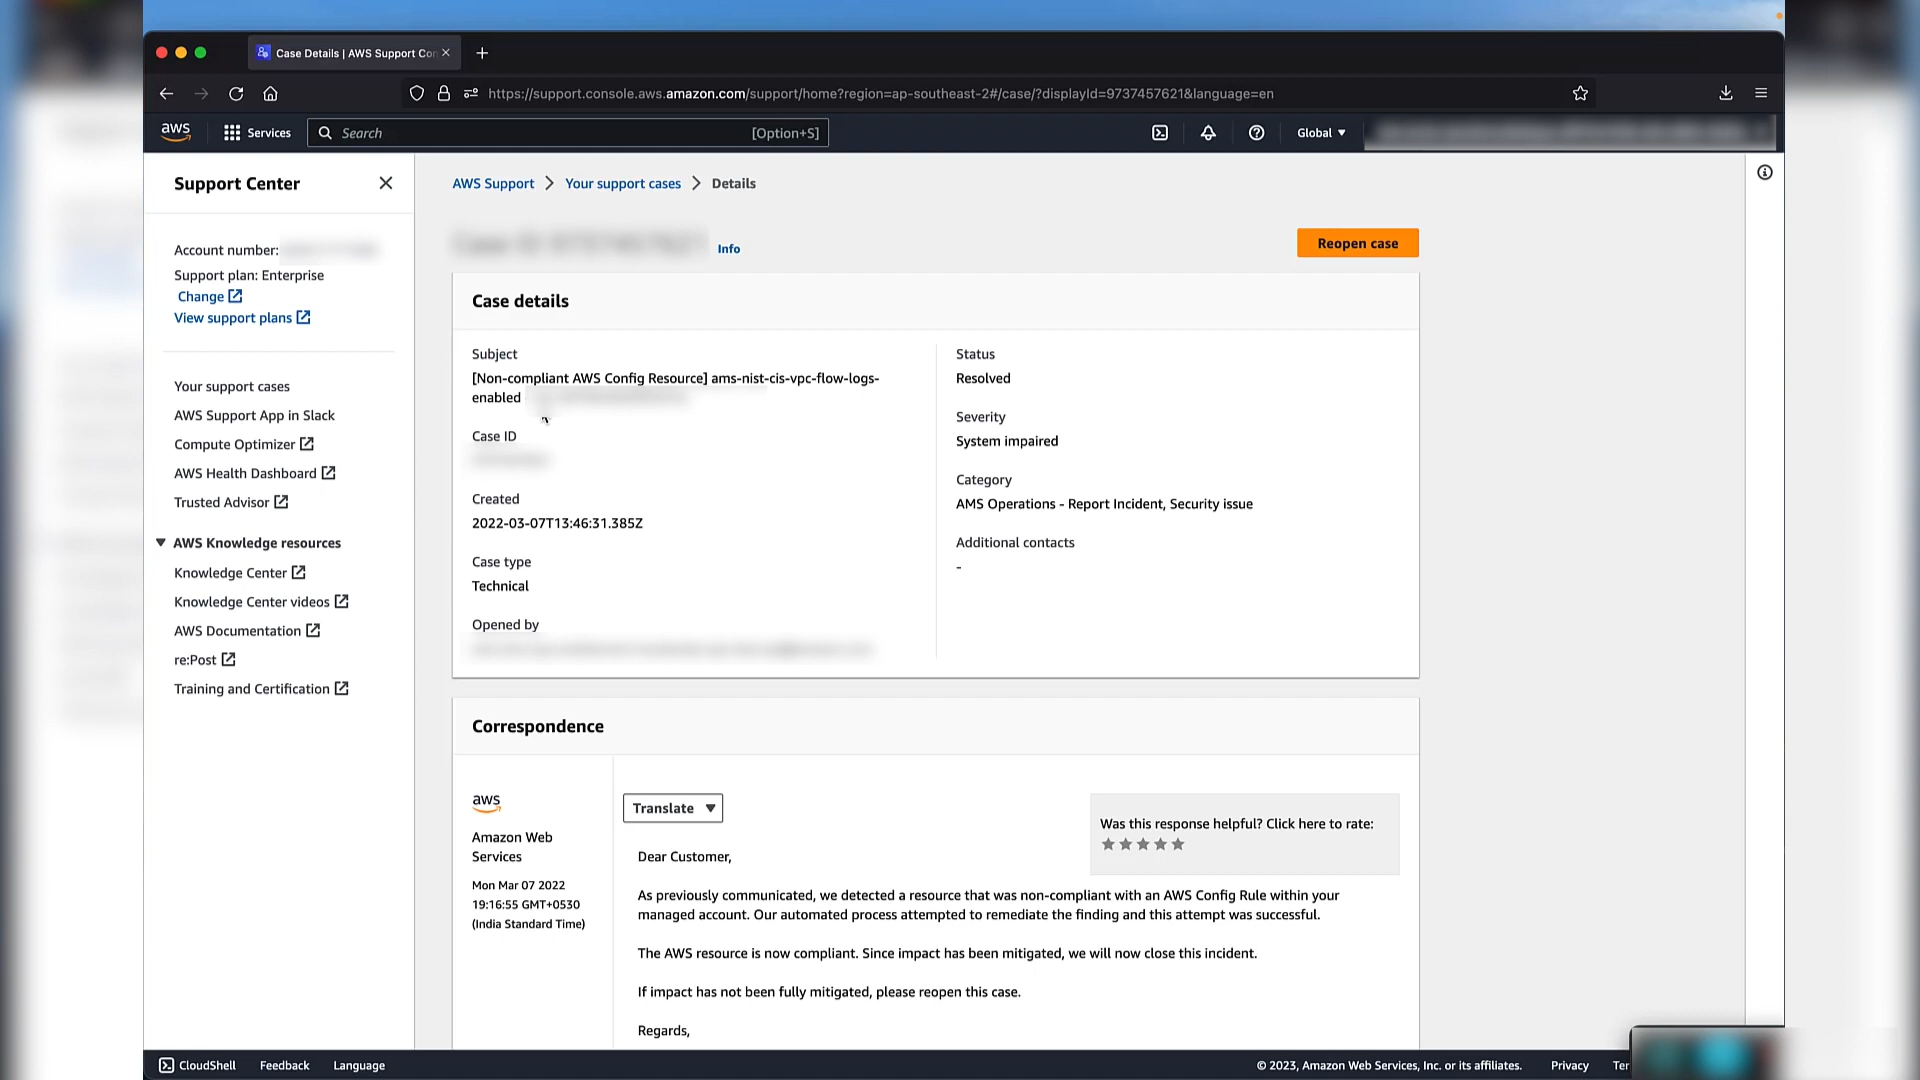 Case Details | AWS Support Con
https://support.console.aws.amazon.com/support/home?region=ap-southeast-2#/case/?displayId=9737457621&language=en
aws
Services
Search
[Option+S]
Global
Support Center
AWS Support
Your support cases
Details
Info
Reopen case
Account number:
Support plan: Enterprise
Change
View support plans
Your support cases
AWS Support App in Slack
Compute Optimizer
AWS Health Dashboard
Trusted Advisor
AWS Knowledge resources
Knowledge Center
Knowledge Center videos
AWS Documentation
re:Post
Training and Certification
Case details
Subject
[Non-compliant AWS Config Resource] ams-nist-cis-vpc-flow-logs-
enabled
Case ID
Created
2022-03-07T13:46:31.385Z
Case type
Technical
Opened by
Status
Resolved
Severity
System impaired
Category
AMS Operations - Report Incident, Security issue
Additional contacts
-
Correspondence
aws
Amazon Web
Services
Mon Mar 07 2022
19:16:55 GMT+0530
(India Standard Time)
Translate
Was this response helpful? Click here to rate:
Dear Customer,
As previously communicated, we detected a resource that was non-compliant with an AWS Config Rule within your
managed account. Our automated process attempted to remediate the finding and this attempt was successful.
The AWS resource is now compliant. Since impact has been mitigated, we will now close this incident.
If impact has not been fully mitigated, please reopen this case.
Regards,
CloudShell
Feedback
Language
© 2023, Amazon Web Services, Inc. or its affiliates.
Privacy
Ter